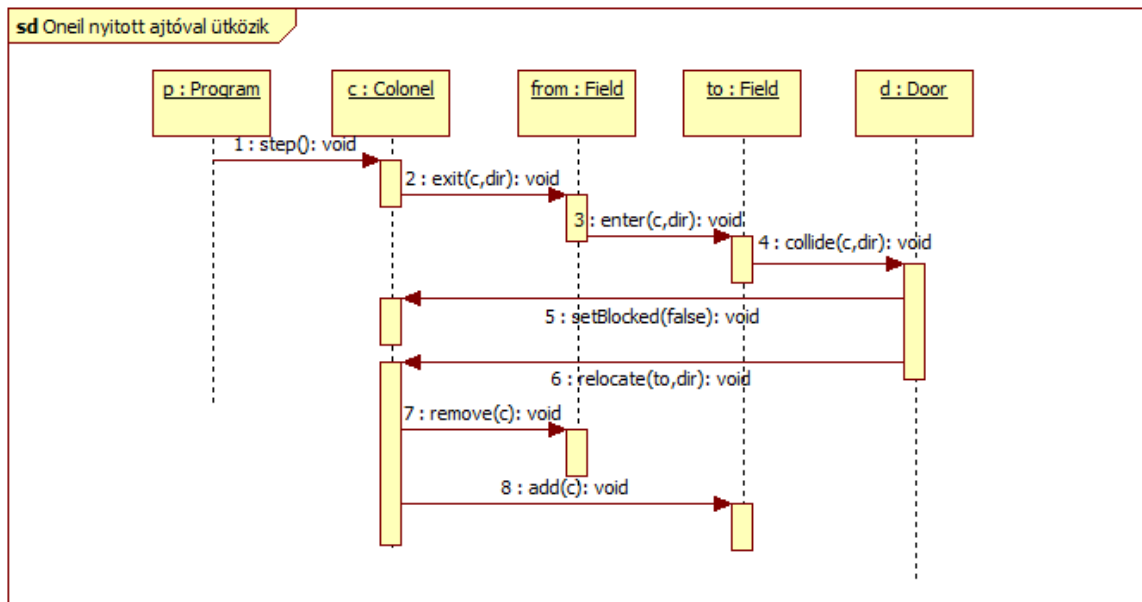 sd Oneil nyitott ajtóval ütközik
p : Program
c : Colonel
from : Field
to : Field
d : Door
1 : step(): void
2 : exit(c,dir): void
3 : enter(c,dir): void
4 : collide(c,dir): void
5 : setBlocked(false): void
6 : relocate(to,dir): void
7 : remove(c): void
8 : add(c): void